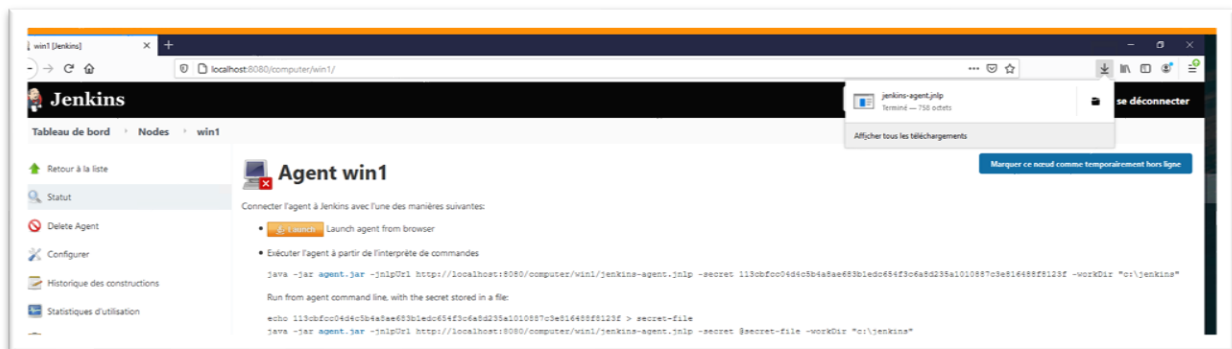 win1 [Jenkins]
localhost:8080/computer/win1/
Jenkins
jenkins-agent.jnlp
Terminé — 758 octets
se déconnecter
Afficher tous les téléchargements
Tableau de bord Nodes win1
Marquer ce nœud comme temporairement hors ligne
Retour à la liste
Statut
Delete Agent
Configurer
Historique des constructions
Statistiques d'utilisation
Agent win1
Connecter l'agent à Jenkins avec l'une des manières suivantes:
Launch Launch agent from browser
Exécuter l'agent à partir de l'interprète de commandes
java -jar agent.jar -jnlpUrl http://localhost:8080/computer/win1/jenkins-agent.jnlp -secret -workDir "c:\jenkins"
Run from agent command line, with the secret stored in a file:
echo > secret-file
java -jar agent.jar -jnlpUrl http://localhost:8080/computer/win1/jenkins-agent.jnlp -secret @secret-file -workDir "c:\jenkins"